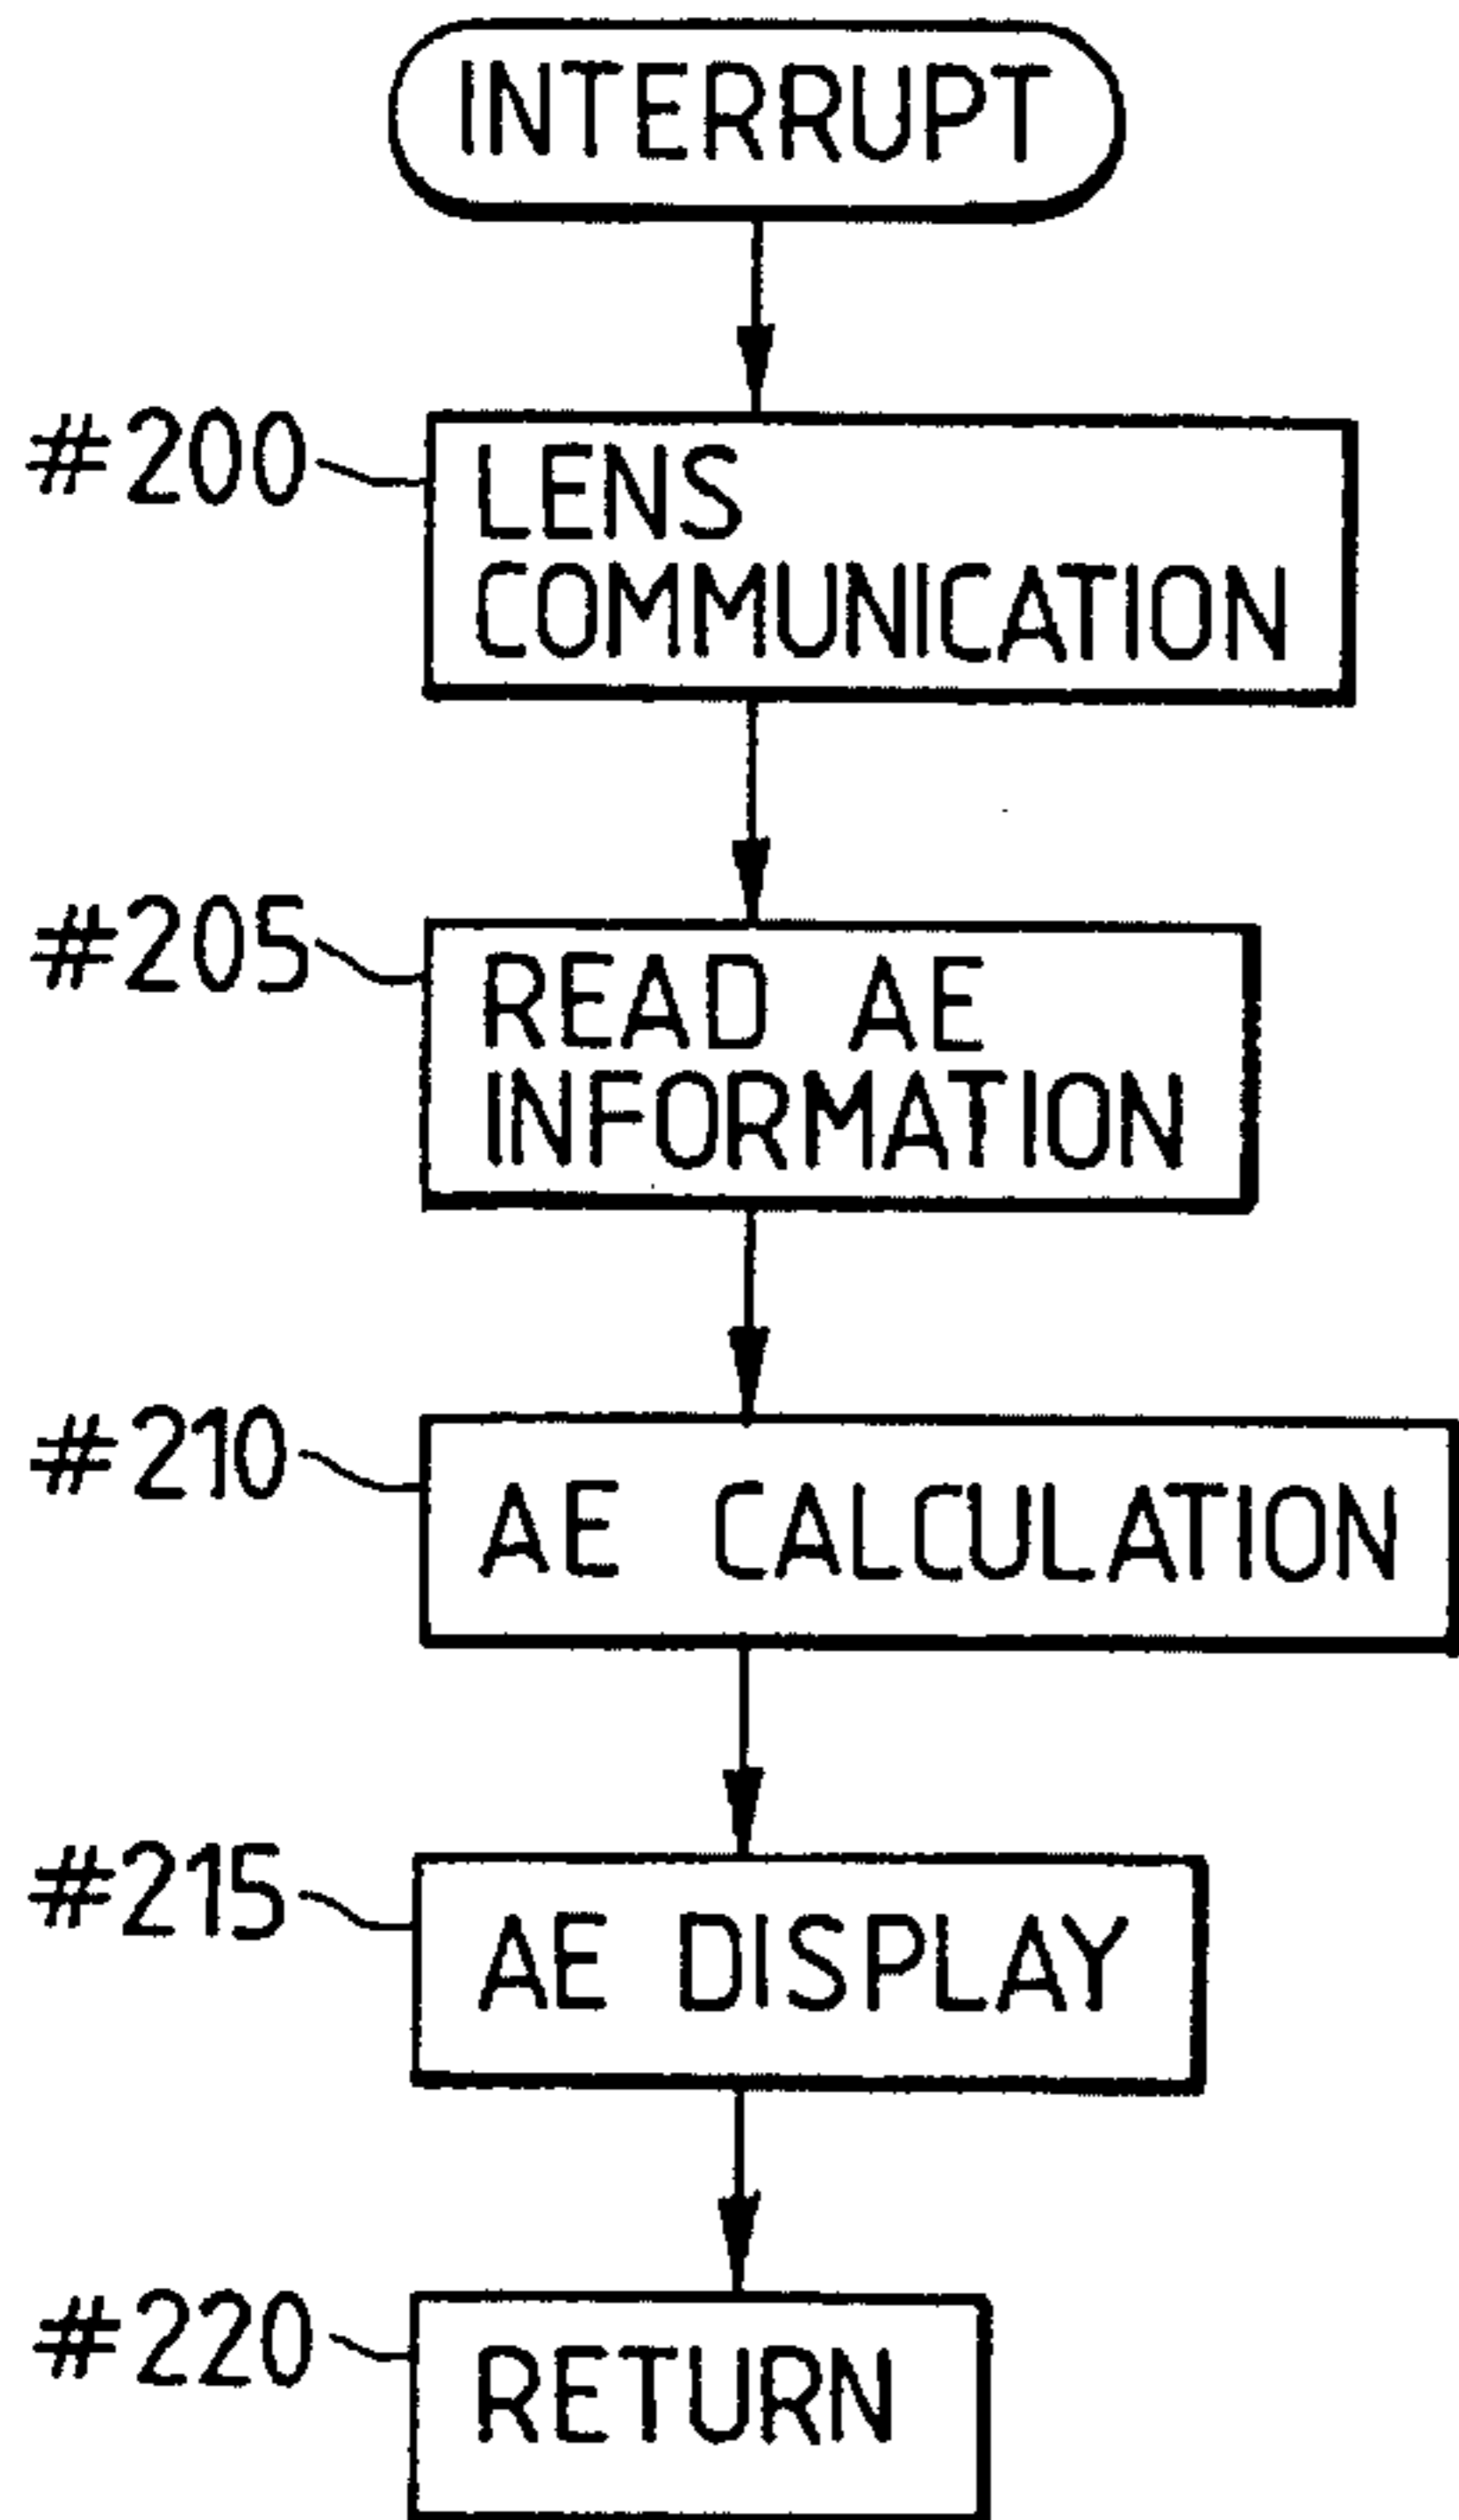 INTERRUPT
#200
LENS
COMMUNICATION
#205
READ AE
INFORMATION
#210
AE CALCULATION
#215
AE DISPLAY
#220
RETURN